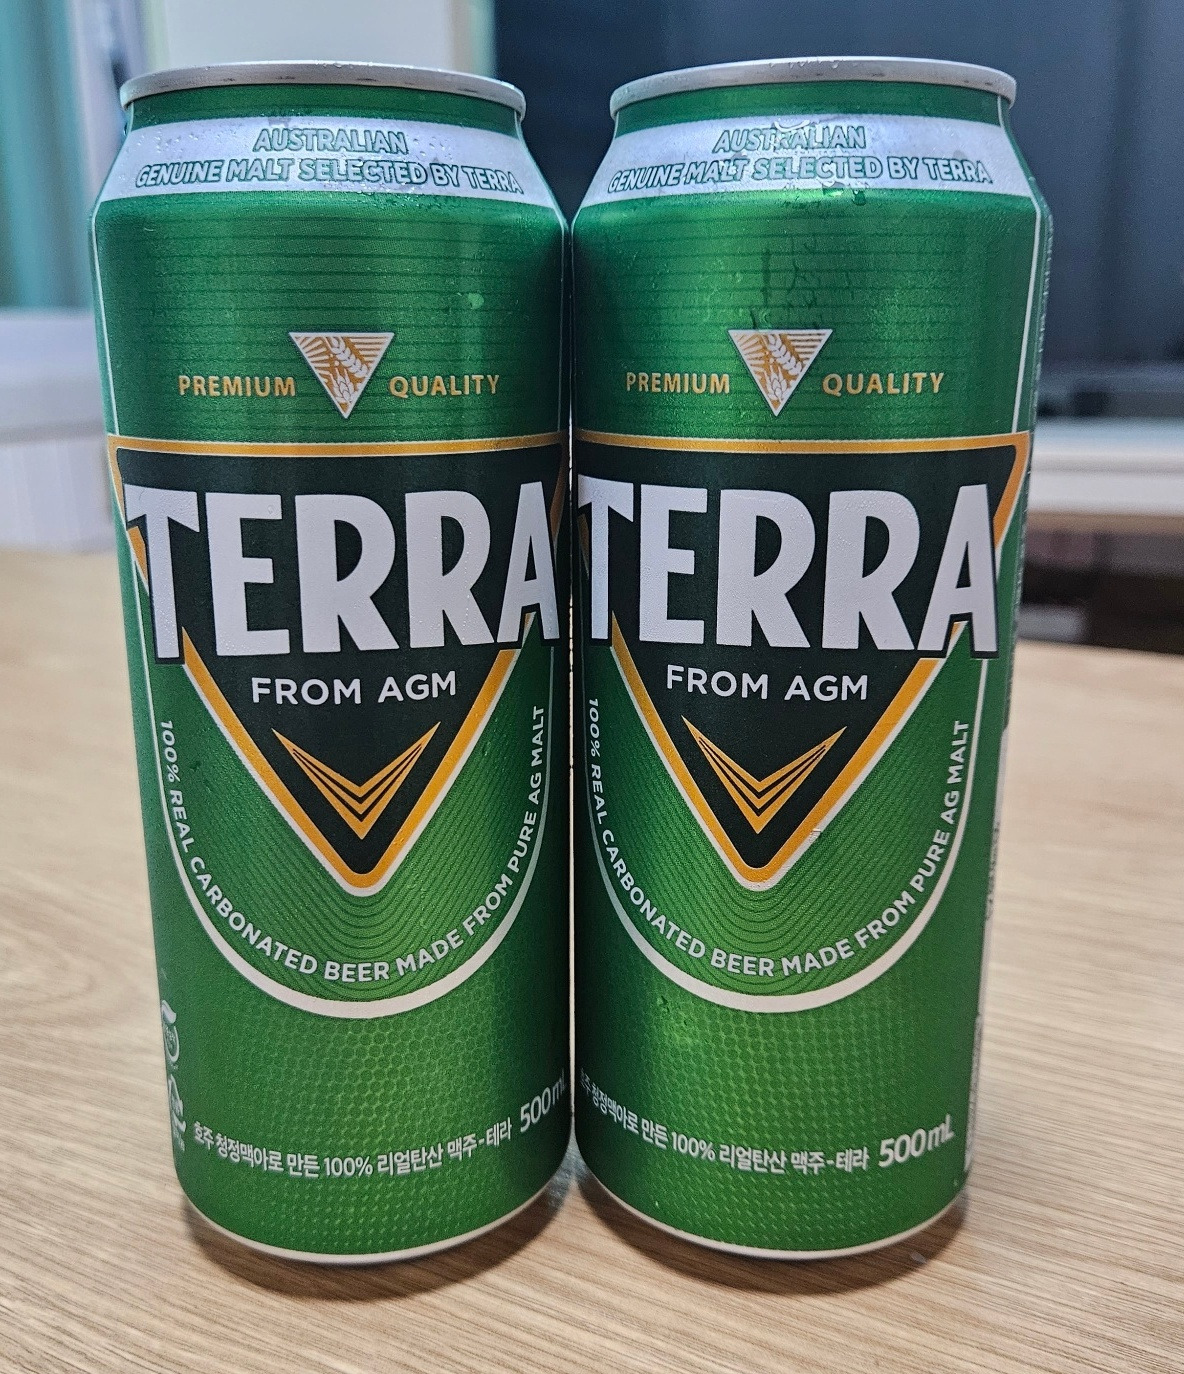 AUSTRALIAN
GENUINE MALT SELECTED BY TERRA
PREMIUM QUALITY
TERRA
FROM AGM
100% REAL CARBONATED BEER MADE FROM PURE AG MALT
호주 청정맥아로 만든 100% 리얼탄산 맥주-테라 500mL
AUSTRALIAN
GENUINE MALT SELECTED BY TERRA
PREMIUM QUALITY
TERRA
FROM AGM
100% REAL CARBONATED BEER MADE FROM PURE AG MALT
호주 청정맥아로 만든 100% 리얼탄산 맥주-테라 500mL